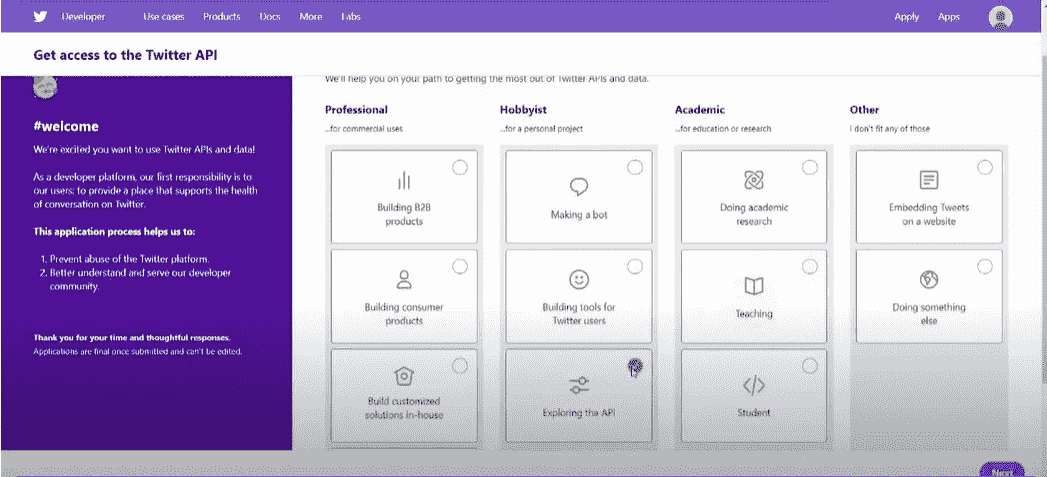 Developer Use cases Products Docs More Labs Apply Apps
Get access to the Twitter API
#welcome
We're excited you want to use Twitter APIs and data!
As a developer platform, our first responsibility is to
our users: to provide a place that supports the health
of conversation on Twitter.
This application process helps us to:
1. Prevent abuse of the Twitter platform.
2. Better understand and serve our developer
community.
Thank you for your time and thoughtful responses.
Applications are final once submitted and can't be edited.
We'll help you on your path to getting the most out of Twitter APIs and data.
Professional
...for commercial uses
Building B2B
products
Building consumer
products
Build customized
solutions in-house
Hobbyist
...for a personal project
Making a bot
Building tools for
Twitter users
Exploring the API
Academic
...for education or research
Doing academic
research
Teaching
Student
Other
I don't fit any of those
Embedding Tweets
on a website
Doing something
else
Next